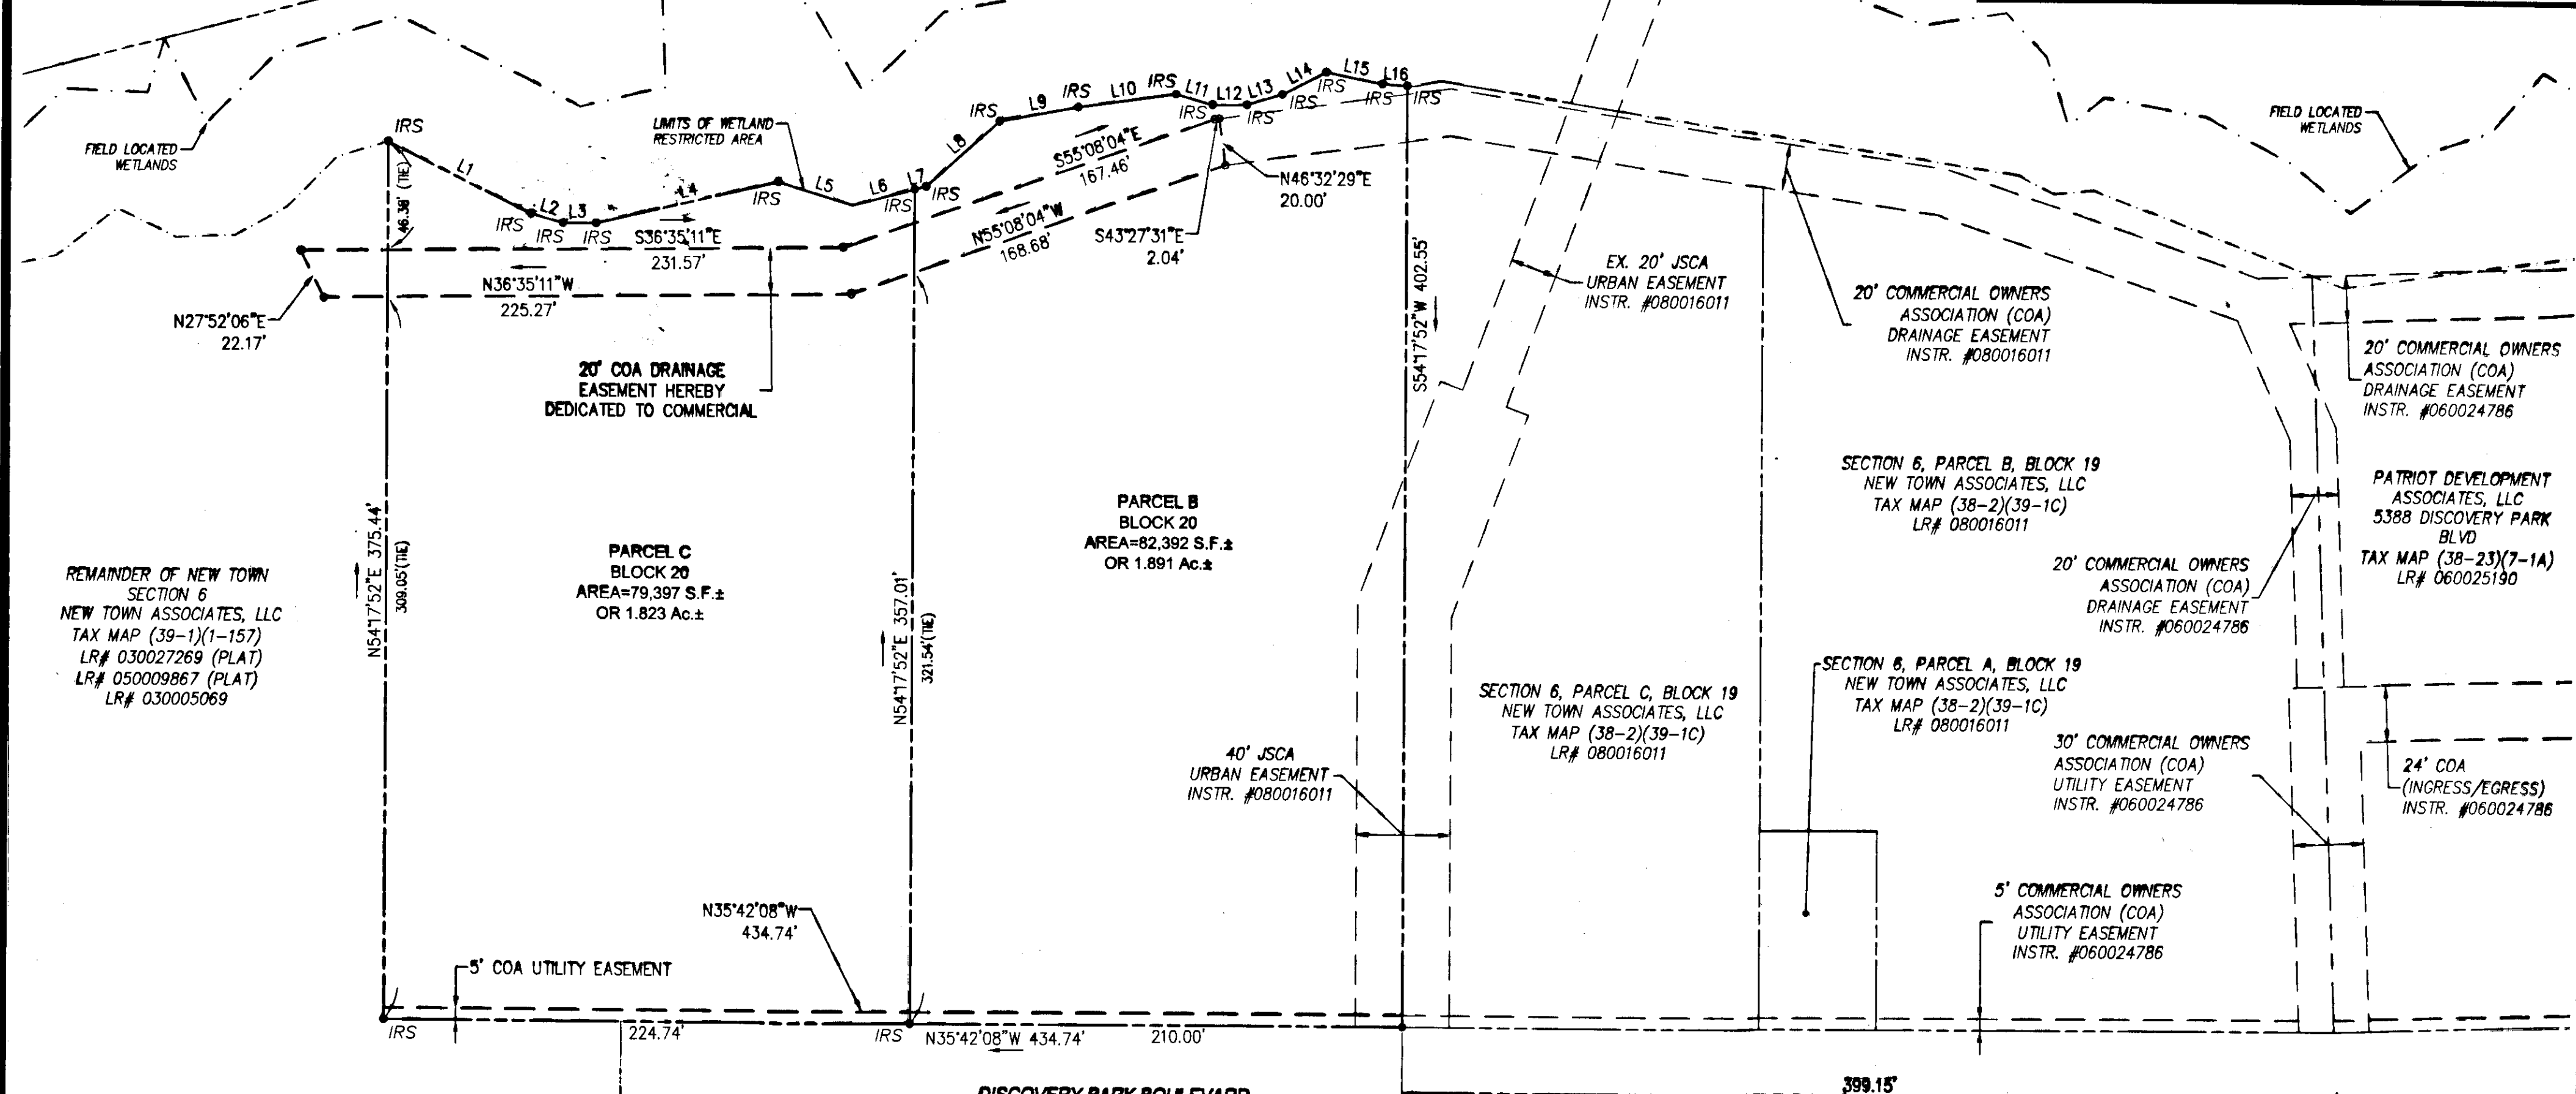 FIELD LOCATED
WETLANDS
IRS
L1
46.38' (TIE)
IRS
L2
IRS
L3
IRS
L4
LIMITS OF WETLAND
RESTRICTED AREA
IRS
L5
L6
IRS
L7
IRS
L8
IRS
L9
IRS
L10
IRS
L11
IRS
L12
IRS
L13
IRS
L14
IRS
L15
L16
IRS
FIELD LOCATED
WETLANDS
S36°35'11"E
231.57'
N36°35'11"W
225.27'
S55°08'04"E
167.46'
N55°08'04"W
168.68'
S43°27'31"E
2.04'
N46°32'29"E
20.00'
N27°52'06"E
22.17'
20' COA DRAINAGE
EASEMENT HEREBY
DEDICATED TO COMMERCIAL
S54°17'52"W 402.55'
EX. 20' JSCA
URBAN EASEMENT
INSTR. #080016011
20' COMMERCIAL OWNERS
ASSOCIATION (COA)
DRAINAGE EASEMENT
INSTR. #080016011
20' COMMERCIAL OWNERS
ASSOCIATION (COA)
DRAINAGE EASEMENT
INSTR. #060024786
REMAINDER OF NEW TOWN
SECTION 6
NEW TOWN ASSOCIATES, LLC
TAX MAP (39-1)(1-157)
LR# 030027269 (PLAT)
LR# 050009867 (PLAT)
LR# 030005069
N54°17'52"E 375.44'
309.05'(TIE)
PARCEL C
BLOCK 20
AREA=79,397 S.F.±
OR 1.823 Ac.±
N54°17'52"E 357.01'
321.54'(TIE)
PARCEL B
BLOCK 20
AREA=82,392 S.F.±
OR 1.891 Ac.±
SECTION 6, PARCEL B, BLOCK 19
NEW TOWN ASSOCIATES, LLC
TAX MAP (38-2)(39-1C)
LR# 080016011
PATRIOT DEVELOPMENT
ASSOCIATES, LLC
5388 DISCOVERY PARK
BLVD
TAX MAP (38-23)(7-1A)
LR# 060025190
20' COMMERCIAL OWNERS
ASSOCIATION (COA)
DRAINAGE EASEMENT
INSTR. #060024786
SECTION 6, PARCEL C, BLOCK 19
NEW TOWN ASSOCIATES, LLC
TAX MAP (38-2)(39-1C)
LR# 080016011
SECTION 6, PARCEL A, BLOCK 19
NEW TOWN ASSOCIATES, LLC
TAX MAP (38-2)(39-1C)
LR# 080016011
40' JSCA
URBAN EASEMENT
INSTR. #080016011
30' COMMERCIAL OWNERS
ASSOCIATION (COA)
UTILITY EASEMENT
INSTR. #060024786
24' COA
(INGRESS/EGRESS)
INSTR. #060024786
5' COMMERCIAL OWNERS
ASSOCIATION (COA)
UTILITY EASEMENT
INSTR. #060024786
N35°42'08"W
434.74'
5' COA UTILITY EASEMENT
IRS
224.74'
IRS
N35°42'08"W 434.74'
210.00'
DISCOVERY PARK BOULEVARD
399.15'